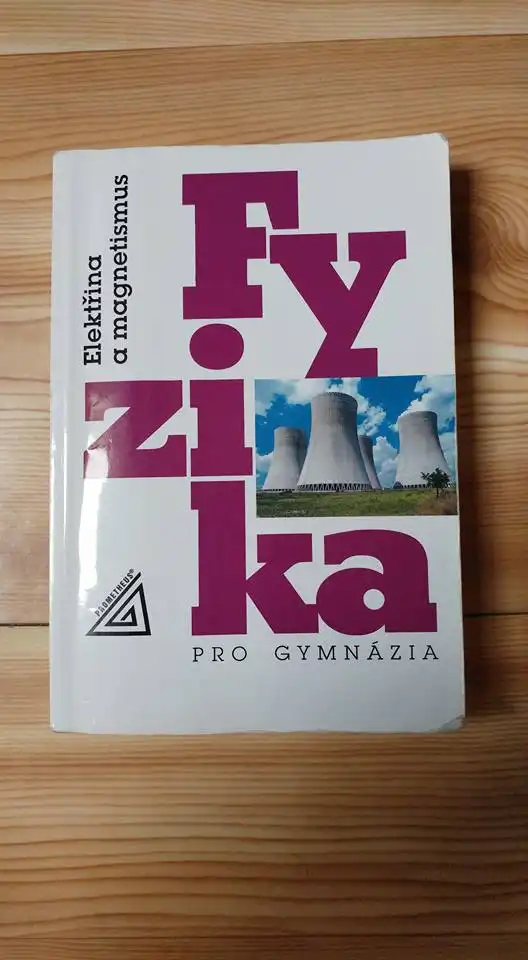 Elektřina
a magnetismus
Fy
zi
ka
PROMETHEUS®
PRO GYMNÁZIA